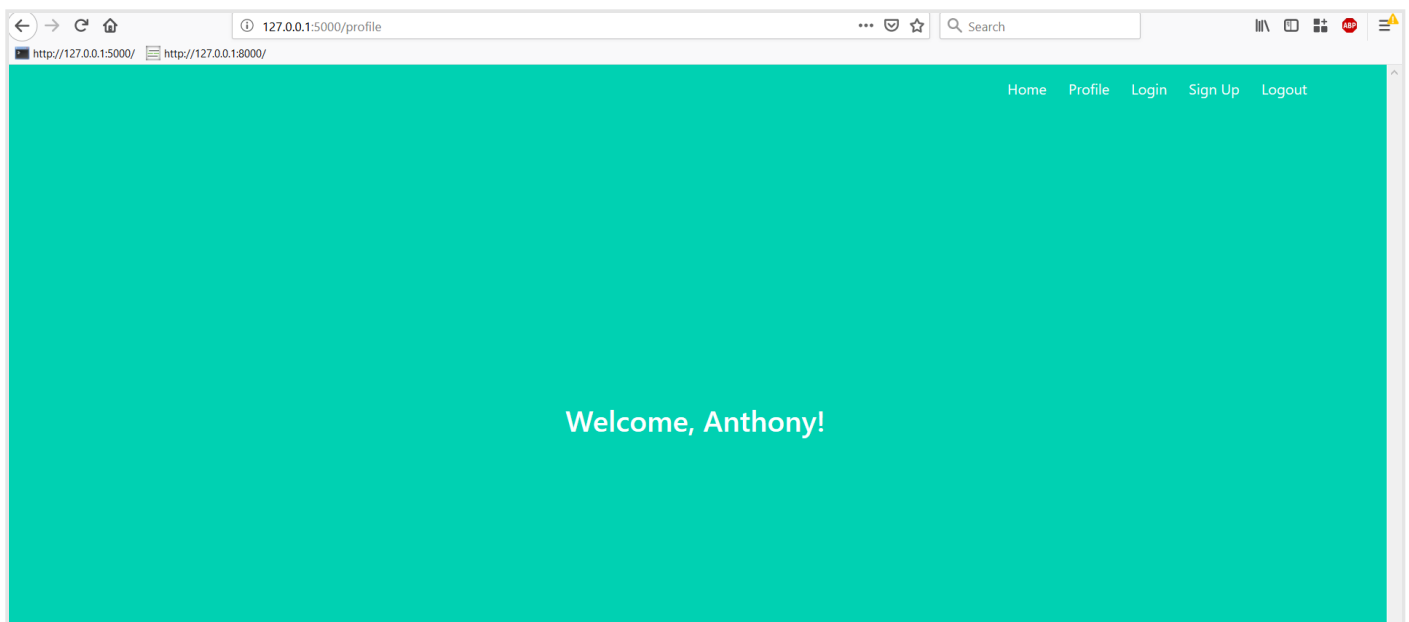 127.0.0.1:5000/profile
Search
ABP
http://127.0.0.1:5000/ http://127.0.0.1:8000/
Home Profile Login Sign Up Logout
Welcome, Anthony!